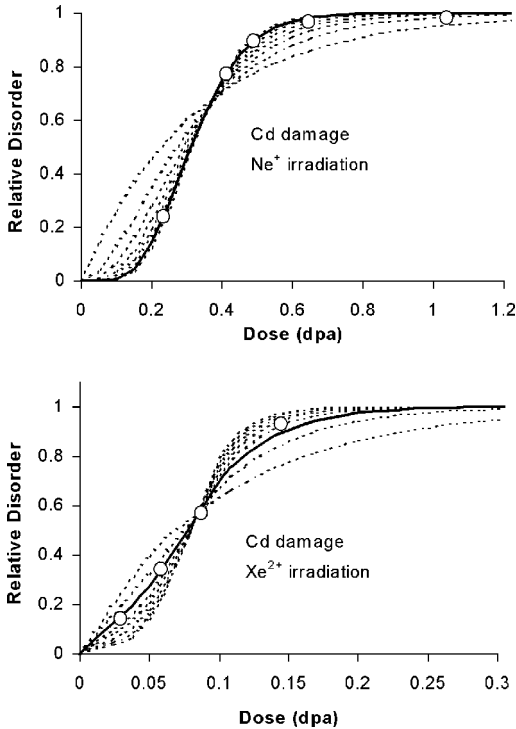 1
0.8
Relative Disorder
0.6
Cd damage
Ne+ irradiation
0.4
0.2
0
0 0.2 0.4 0.6 0.8 1 1.2
Dose (dpa)
1
0.8
Relative Disorder
0.6
Cd damage
Xe2+ irradiation
0.4
0.2
0
0 0.05 0.1 0.15 0.2 0.25 0.3
Dose (dpa)